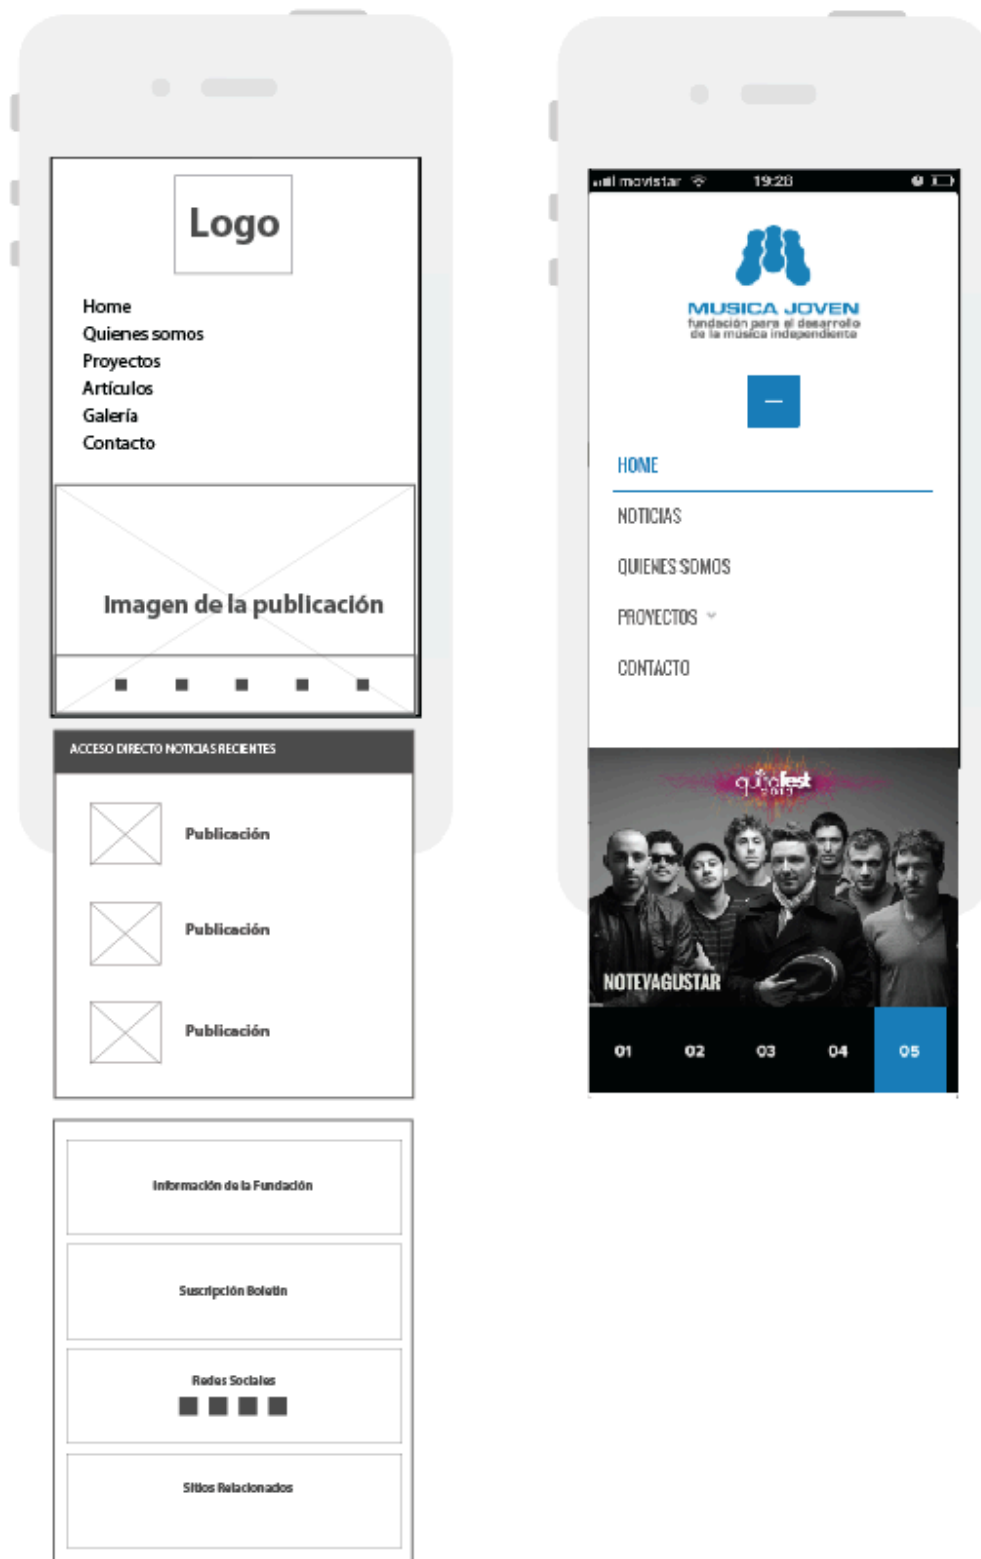 Logo
Home
Quienes somos
Proyectos
Artículos
Galería
Contacto
Imagen de la publicación
ACCESO DIRECTO NOTICIAS RECIENTES
Publicación
Publicación
Publicación
Información de la Fundación
Suscripción Boletín
Redes Sociales
Sitios Relacionados
movistar 19:28
MUSICA JOVEN
fundación para el desarrollo
de la música independiente
HOME
NOTICIAS
QUIENES SOMOS
PROYECTOS
CONTACTO
quitofest
NOTEVAGUSTAR
01 02 03 04 05